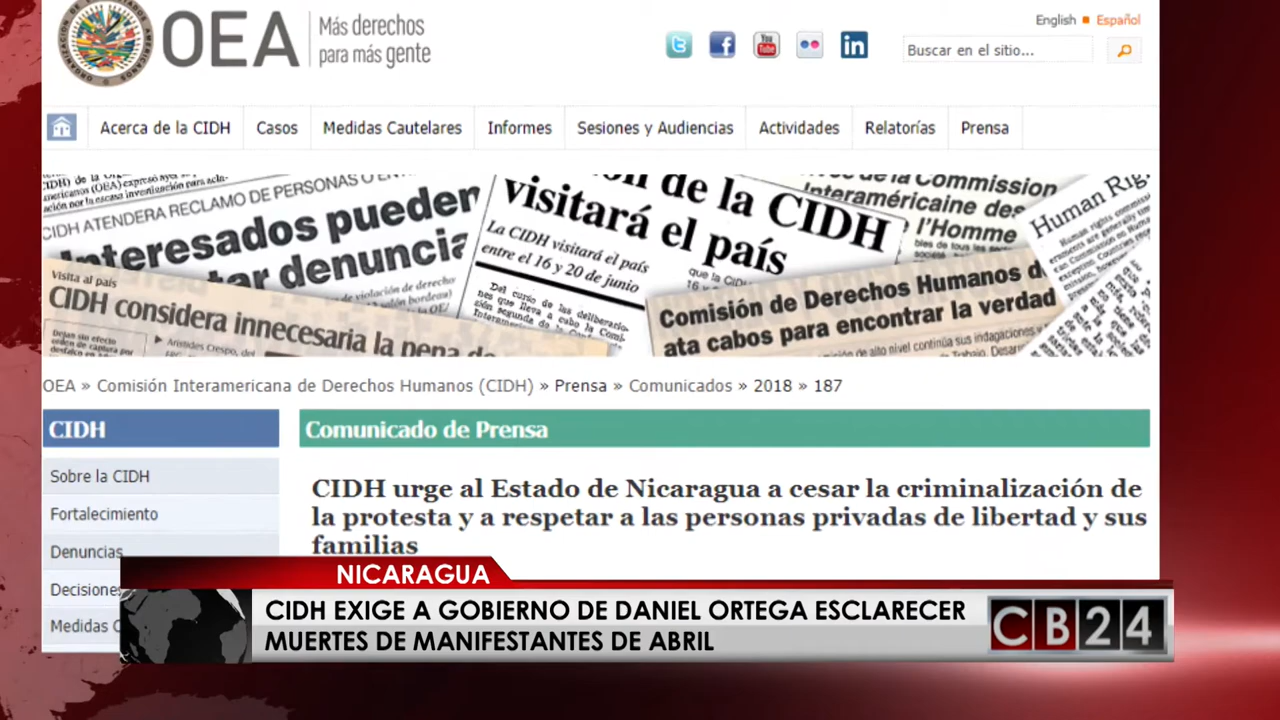 OEA
Más derechos
para más gente
English Español
Buscar en el sitio...
Acerca de la CIDH Casos Medidas Cautelares Informes Sesiones y Audiencias Actividades Relatorías Prensa
CIDH ATENDERA RECLAMO DE PERSONAS O
Interesados pueden
denuncia
visitará el país
de la CIDH
La CIDH visitará el país
entre el 16 y 20 de junio
Commission
Interaméricaine des
l'Homme
Human
Visita al país
CIDH considera innecesaria la pena de
Comisión de Derechos Humanos
ata cabos para encontrar la verdad
OEA » Comisión Interamericana de Derechos Humanos (CIDH) » Prensa » Comunicados » 2018 » 187
CIDH
Comunicado de Prensa
Sobre la CIDH
Fortalecimiento
Denuncias
Decisiones
Medidas C
CIDH urge al Estado de Nicaragua a cesar la criminalización de
la protesta y a respetar a las personas privadas de libertad y sus
familias
NICARAGUA
CIDH EXIGE A GOBIERNO DE DANIEL ORTEGA ESCLARECER
MUERTES DE MANIFESTANTES DE ABRIL
CB24